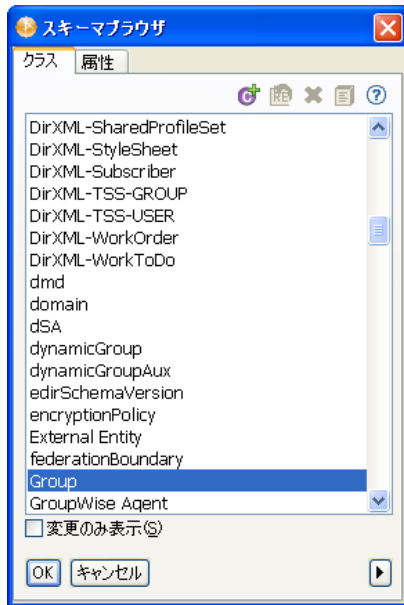 スキーマブラウザ
クラス 属性
DirXML-SharedProfileSet
DirXML-StyleSheet
DirXML-Subscriber
DirXML-TSS-GROUP
DirXML-TSS-USER
DirXML-WorkOrder
DirXML-WorkToDo
dmd
domain
dSA
dynamicGroup
dynamicGroupAux
edirSchemaVersion
encryptionPolicy
External Entity
federationBoundary
Group
GroupWise Agent
変更のみ表示(S)
OK キャンセル